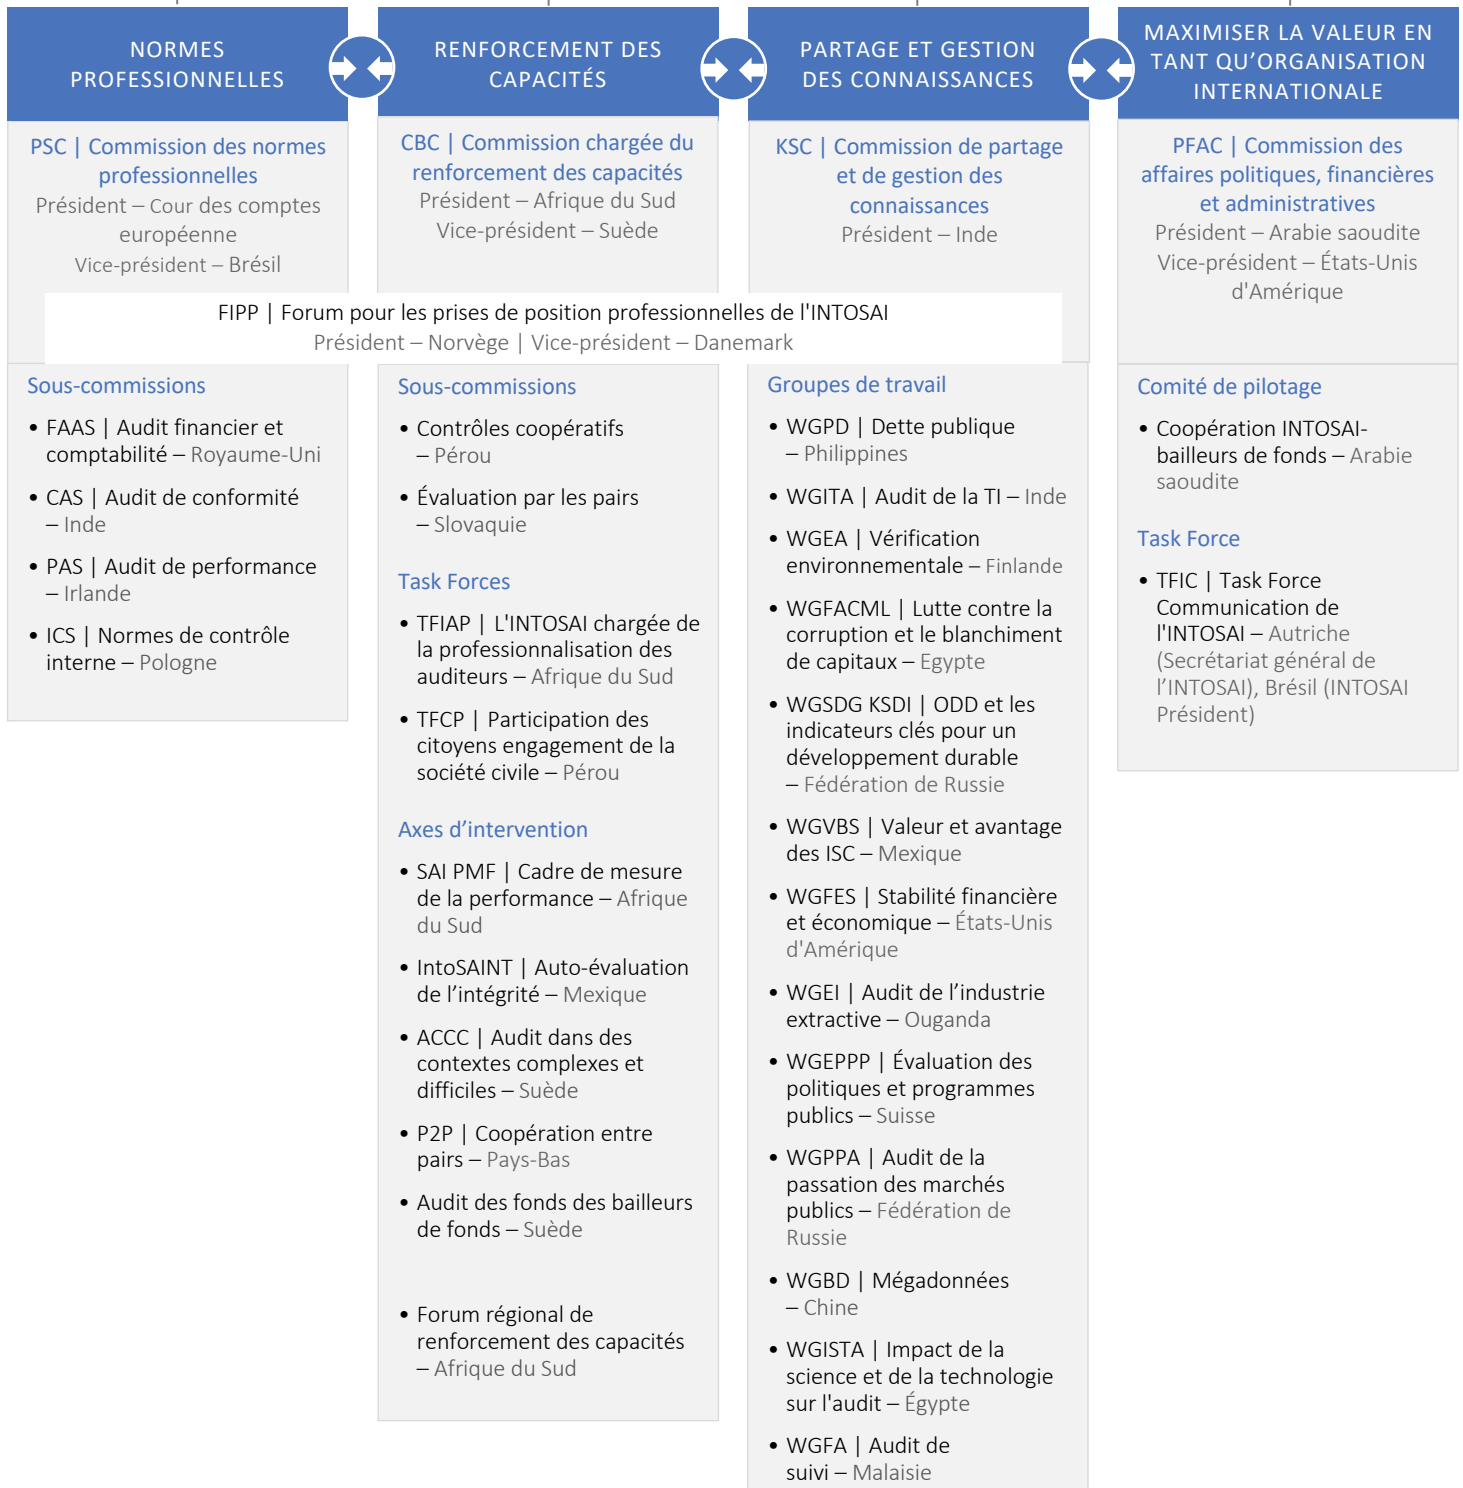 NORMES
PROFESSIONNELLES
RENFORCEMENT DES
CAPACITÉS
PARTAGE ET GESTION
DES CONNAISSANCES
MAXIMISER LA VALEUR EN
TANT QU’ORGANISATION
INTERNATIONALE
PSC | Commission des normes
professionnelles
Président – Cour des comptes
européenne
Vice-président – Brésil
CBC | Commission chargée du
renforcement des capacités
Président – Afrique du Sud
Vice-président – Suède
KSC | Commission de partage
et de gestion des
connaissances
Président – Inde
PFAC | Commission des
affaires politiques, financières
et administratives
Président – Arabie saoudite
Vice-président – États-Unis
d'Amérique
FIPP | Forum pour les prises de position professionnelles de l'INTOSAI
Président – Norvège | Vice-président – Danemark
Sous-commissions
• FAAS | Audit financier et
comptabilité – Royaume-Uni
• CAS | Audit de conformité
– Inde
• PAS | Audit de performance
– Irlande
• ICS | Normes de contrôle
interne – Pologne
Sous-commissions
• Contrôles coopératifs
– Pérou
• Évaluation par les pairs
– Slovaquie
Task Forces
• TFIAP | L'INTOSAI chargée de
la professionnalisation des
auditeurs – Afrique du Sud
• TFCP | Participation des
citoyens engagement de la
société civile – Pérou
Axes d’intervention
• SAI PMF | Cadre de mesure
de la performance – Afrique
du Sud
• IntoSAINT | Auto-évaluation
de l’intégrité – Mexique
• ACCC | Audit dans des
contextes complexes et
difficiles – Suède
• P2P | Coopération entre
pairs – Pays-Bas
• Audit des fonds des bailleurs
de fonds – Suède
• Forum régional de
renforcement des capacités
– Afrique du Sud
Groupes de travail
• WGPD | Dette publique
– Philippines
• WGITA | Audit de la TI – Inde
• WGEA | Vérification
environnementale – Finlande
• WGFACML | Lutte contre la
corruption et le blanchiment
de capitaux – Egypte
• WGSDG KSDI | ODD et les
indicateurs clés pour un
développement durable
– Fédération de Russie
• WGVBS | Valeur et avantage
des ISC – Mexique
• WGFES | Stabilité financière
et économique – États-Unis
d'Amérique
• WGEI | Audit de l’industrie
extractive – Ouganda
• WGEPPP | Évaluation des
politiques et programmes
publics – Suisse
• WGPPA | Audit de la
passation des marchés
publics – Fédération de
Russie
• WGBD | Mégadonnées
– Chine
• WGISTA | Impact de la
science et de la technologie
sur l'audit – Égypte
• WGFA | Audit de
suivi – Malaisie
Comité de pilotage
• Coopération INTOSAI-
bailleurs de fonds – Arabie
saoudite
Task Force
• TFIC | Task Force
Communication de
l'INTOSAI – Autriche
(Secrétariat général de
l’INTOSAI), Brésil (INTOSAI
Président)